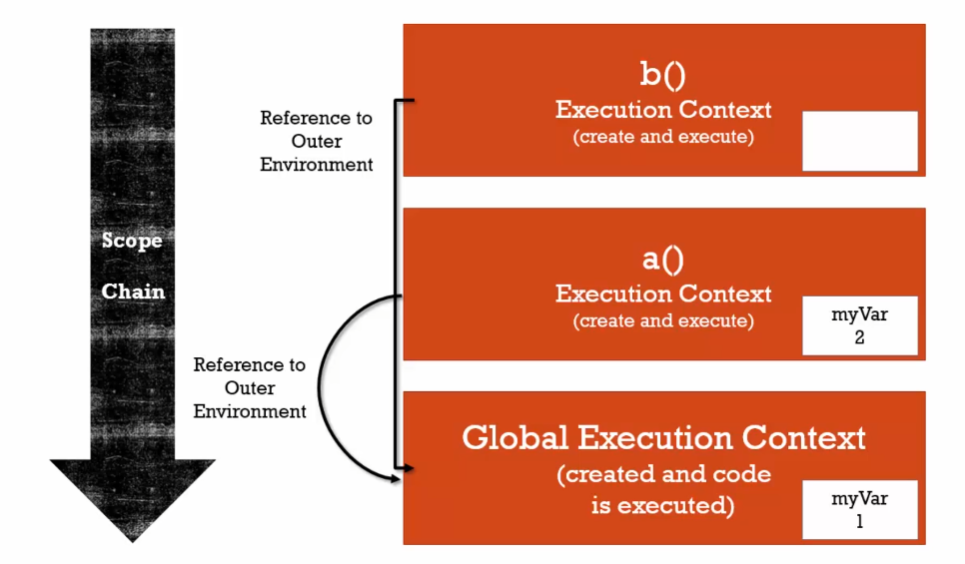 Scope
Chain
Reference to
Outer
Environment
Reference to
Outer
Environment
b()
Execution Context
(create and execute)
a()
Execution Context
(create and execute)
myVar
2
Global Execution Context
(created and code
is executed)
myVar
1